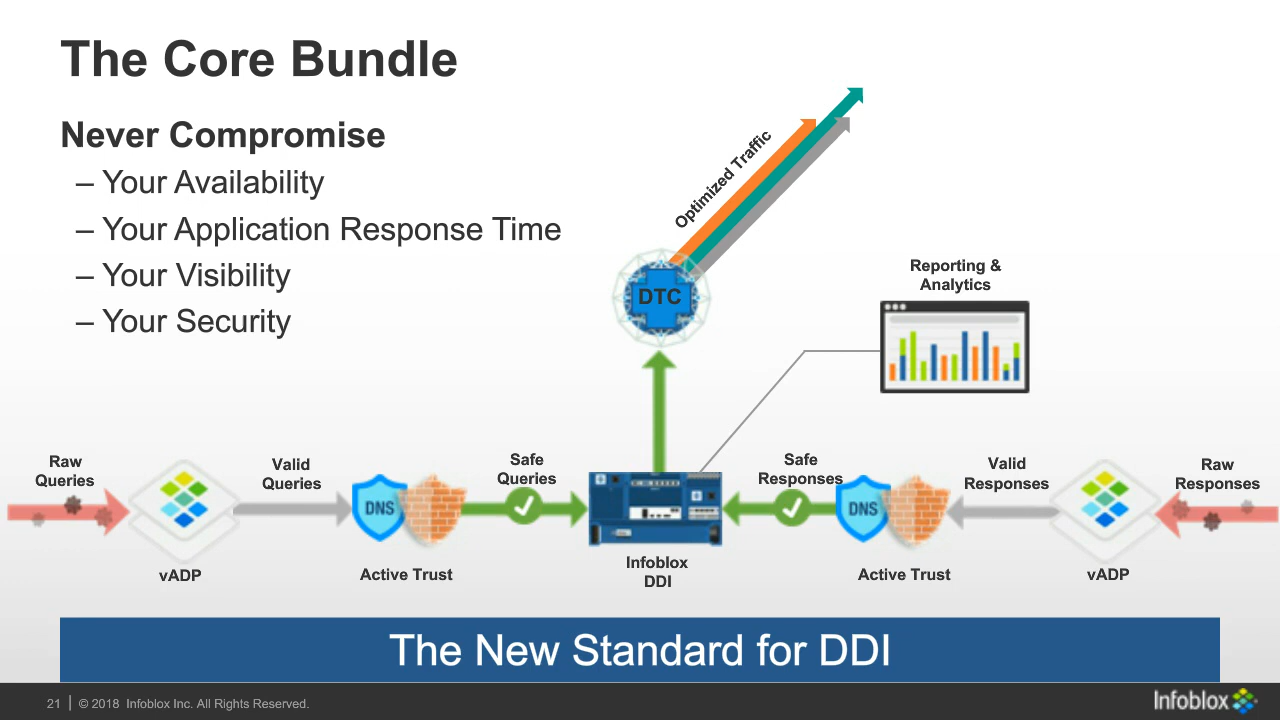 The Core Bundle
Never Compromise
– Your Availability
– Your Application Response Time
– Your Visibility
– Your Security
Optimized Traffic
DTC
Reporting &
Analytics
Raw
Queries
Valid
Queries
Safe
Queries
Safe
Responses
Valid
Responses
Raw
Responses
DNS
DNS
vADP
Active Trust
Infoblox
DDI
Active Trust
vADP
The New Standard for DDI
21 | © 2018 Infoblox Inc. All Rights Reserved.
Infoblox